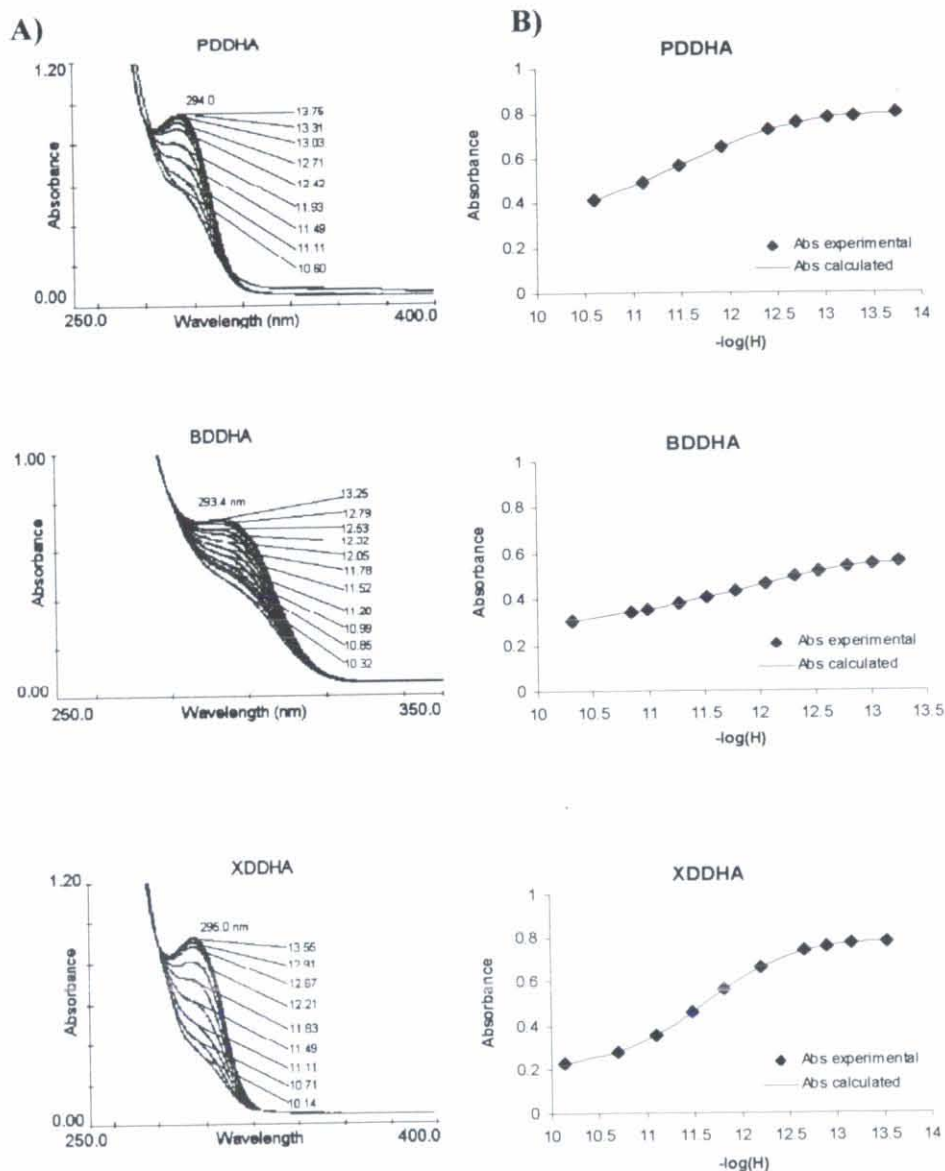 A)
PDDHA
1.20
Absorbance
0.00
294.0
13.76
13.31
13.03
12.71
12.42
11.93
11.49
11.11
10.60
250.0
Wavelength (nm)
400.0
B)
PDDHA
1
0.8
0.6
0.4
0.2
0
Absorbance
Abs experimental
Abs calculated
10 10.5 11 11.5 12 12.5 13 13.5 14
-log(H)
BDDHA
1.00
Absorbance
0.00
293.4 nm
13.25
12.79
12.53
12.32
12.05
11.78
11.52
11.20
10.99
10.85
10.32
250.0
Wavelength (nm)
350.0
BDDHA
1
0.8
0.6
0.4
0.2
0
Absorbance
Abs experimental
Abs calculated
10 10.5 11 11.5 12 12.5 13 13.5
-log(H)
XDDHA
1.20
Absorbance
0.00
295.0 nm
13.55
12.91
12.67
12.21
11.83
11.49
11.11
10.71
10.14
250.0
Wavelength
400.0
XDDHA
1
0.8
0.6
0.4
0.2
0
Absorbance
Abs experimental
Abs calculated
10 10.5 11 11.5 12 12.5 13 13.5 14
-log(H)